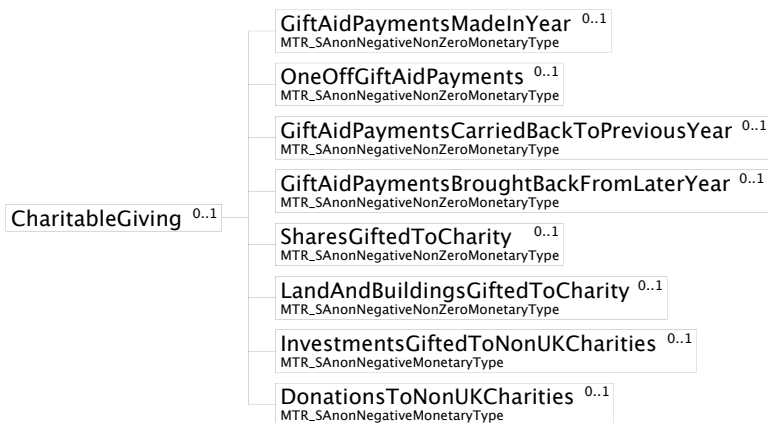 GiftAidPaymentsMadeInYear 0..1
MTR_SAnonNegativeNonZeroMonetaryType
OneOffGiftAidPayments 0..1
MTR_SAnonNegativeNonZeroMonetaryType
GiftAidPaymentsCarriedBackToPreviousYear 0..1
MTR_SAnonNegativeNonZeroMonetaryType
GiftAidPaymentsBroughtBackFromLaterYear 0..1
MTR_SAnonNegativeNonZeroMonetaryType
CharitableGiving 0..1
SharesGiftedToCharity 0..1
MTR_SAnonNegativeNonZeroMonetaryType
LandAndBuildingsGiftedToCharity 0..1
MTR_SAnonNegativeNonZeroMonetaryType
InvestmentsGiftedToNonUKCharities 0..1
MTR_SAnonNegativeMonetaryType
DonationsToNonUKCharities 0..1
MTR_SAnonNegativeMonetaryType